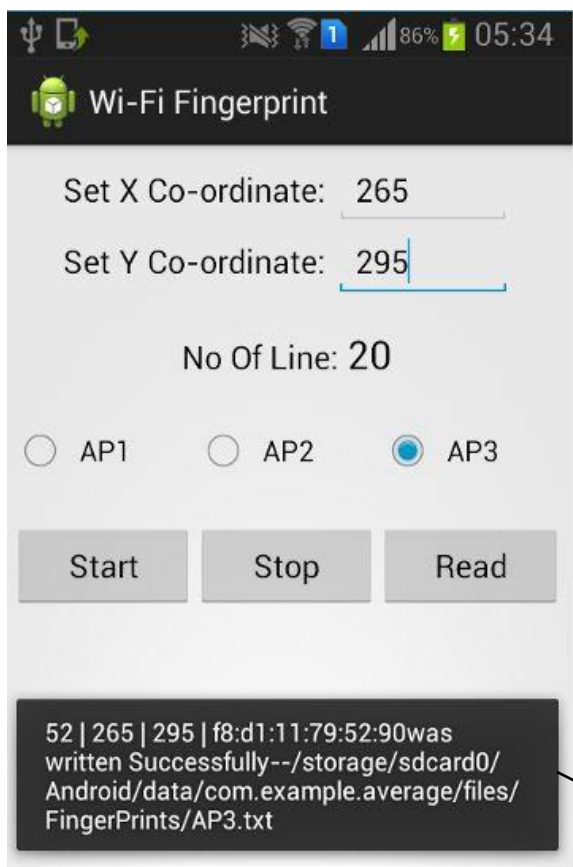 1 86% 05:34
Wi-Fi Fingerprint
Set X Co-ordinate: 265
Set Y Co-ordinate: 295
No Of Line: 20
AP1 AP2 AP3
Start Stop Read
52 | 265 | 295 | f8:d1:11:79:52:90was
written Successfully--/storage/sdcard0/
Android/data/com.example.average/files/
FingerPrints/AP3.txt